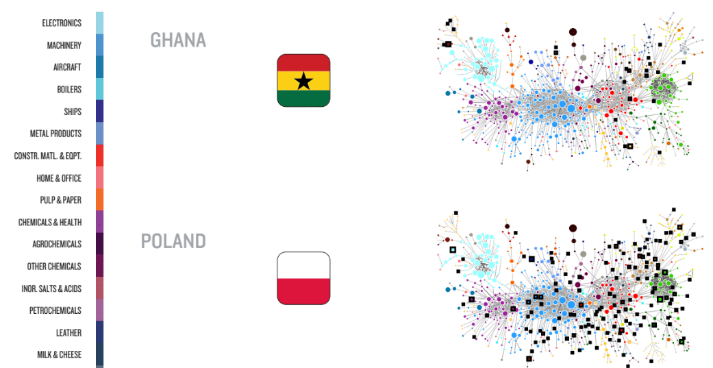 ELECTRONICS
MACHINERY
AIRCRAFT
BOILERS
SHIPS
METAL PRODUCTS
CONSTR. MATL. & EQPT.
HOME & OFFICE
PULP & PAPER
CHEMICALS & HEALTH
AGROCHEMICALS
OTHER CHEMICALS
INOR. SALTS & ACIDS
PETROCHEMICALS
LEATHER
MILK & CHEESE
GHANA
POLAND